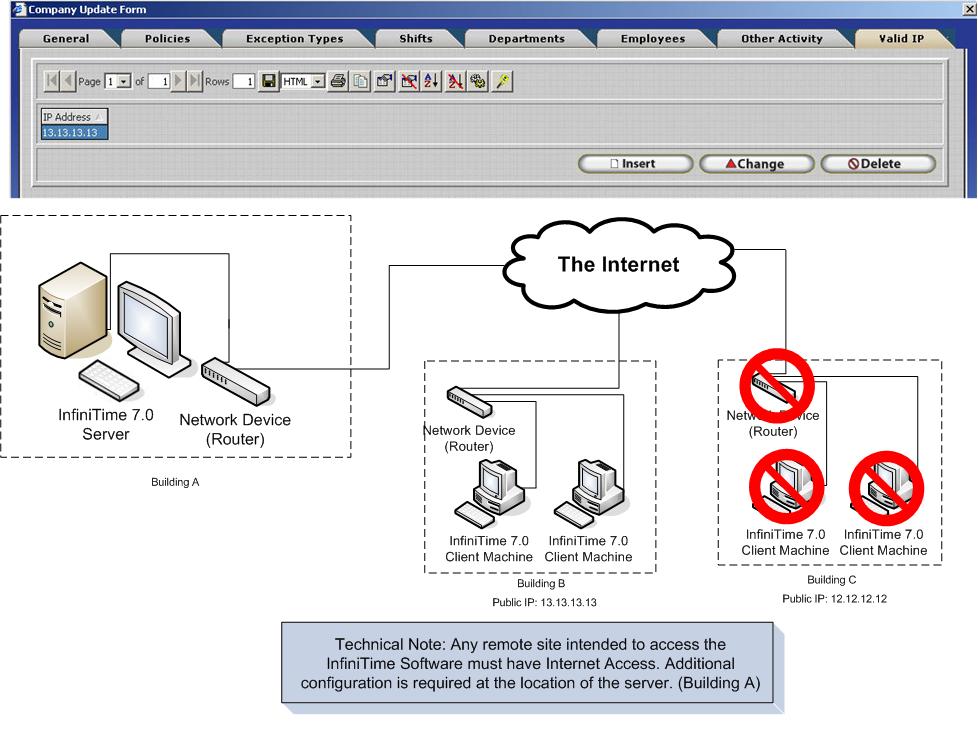 Company Update Form
General Policies Exception Types Shifts Departments Employees Other Activity Valid IP
Page 1 of 1 Rows 1 HTML
IP Address
13.13.13.13
Insert Change Delete
The Internet
InfiniTime 7.0
Server
Network Device
(Router)
Building A
Network Device
(Router)
InfiniTime 7.0
Client Machine
InfiniTime 7.0
Client Machine
Building B
Public IP: 13.13.13.13
Network Device
(Router)
InfiniTime 7.0
Client Machine
InfiniTime 7.0
Client Machine
Building C
Public IP: 12.12.12.12
Technical Note: Any remote site intended to access the
InfiniTime Software must have Internet Access. Additional
configuration is required at the location of the server. (Building A)